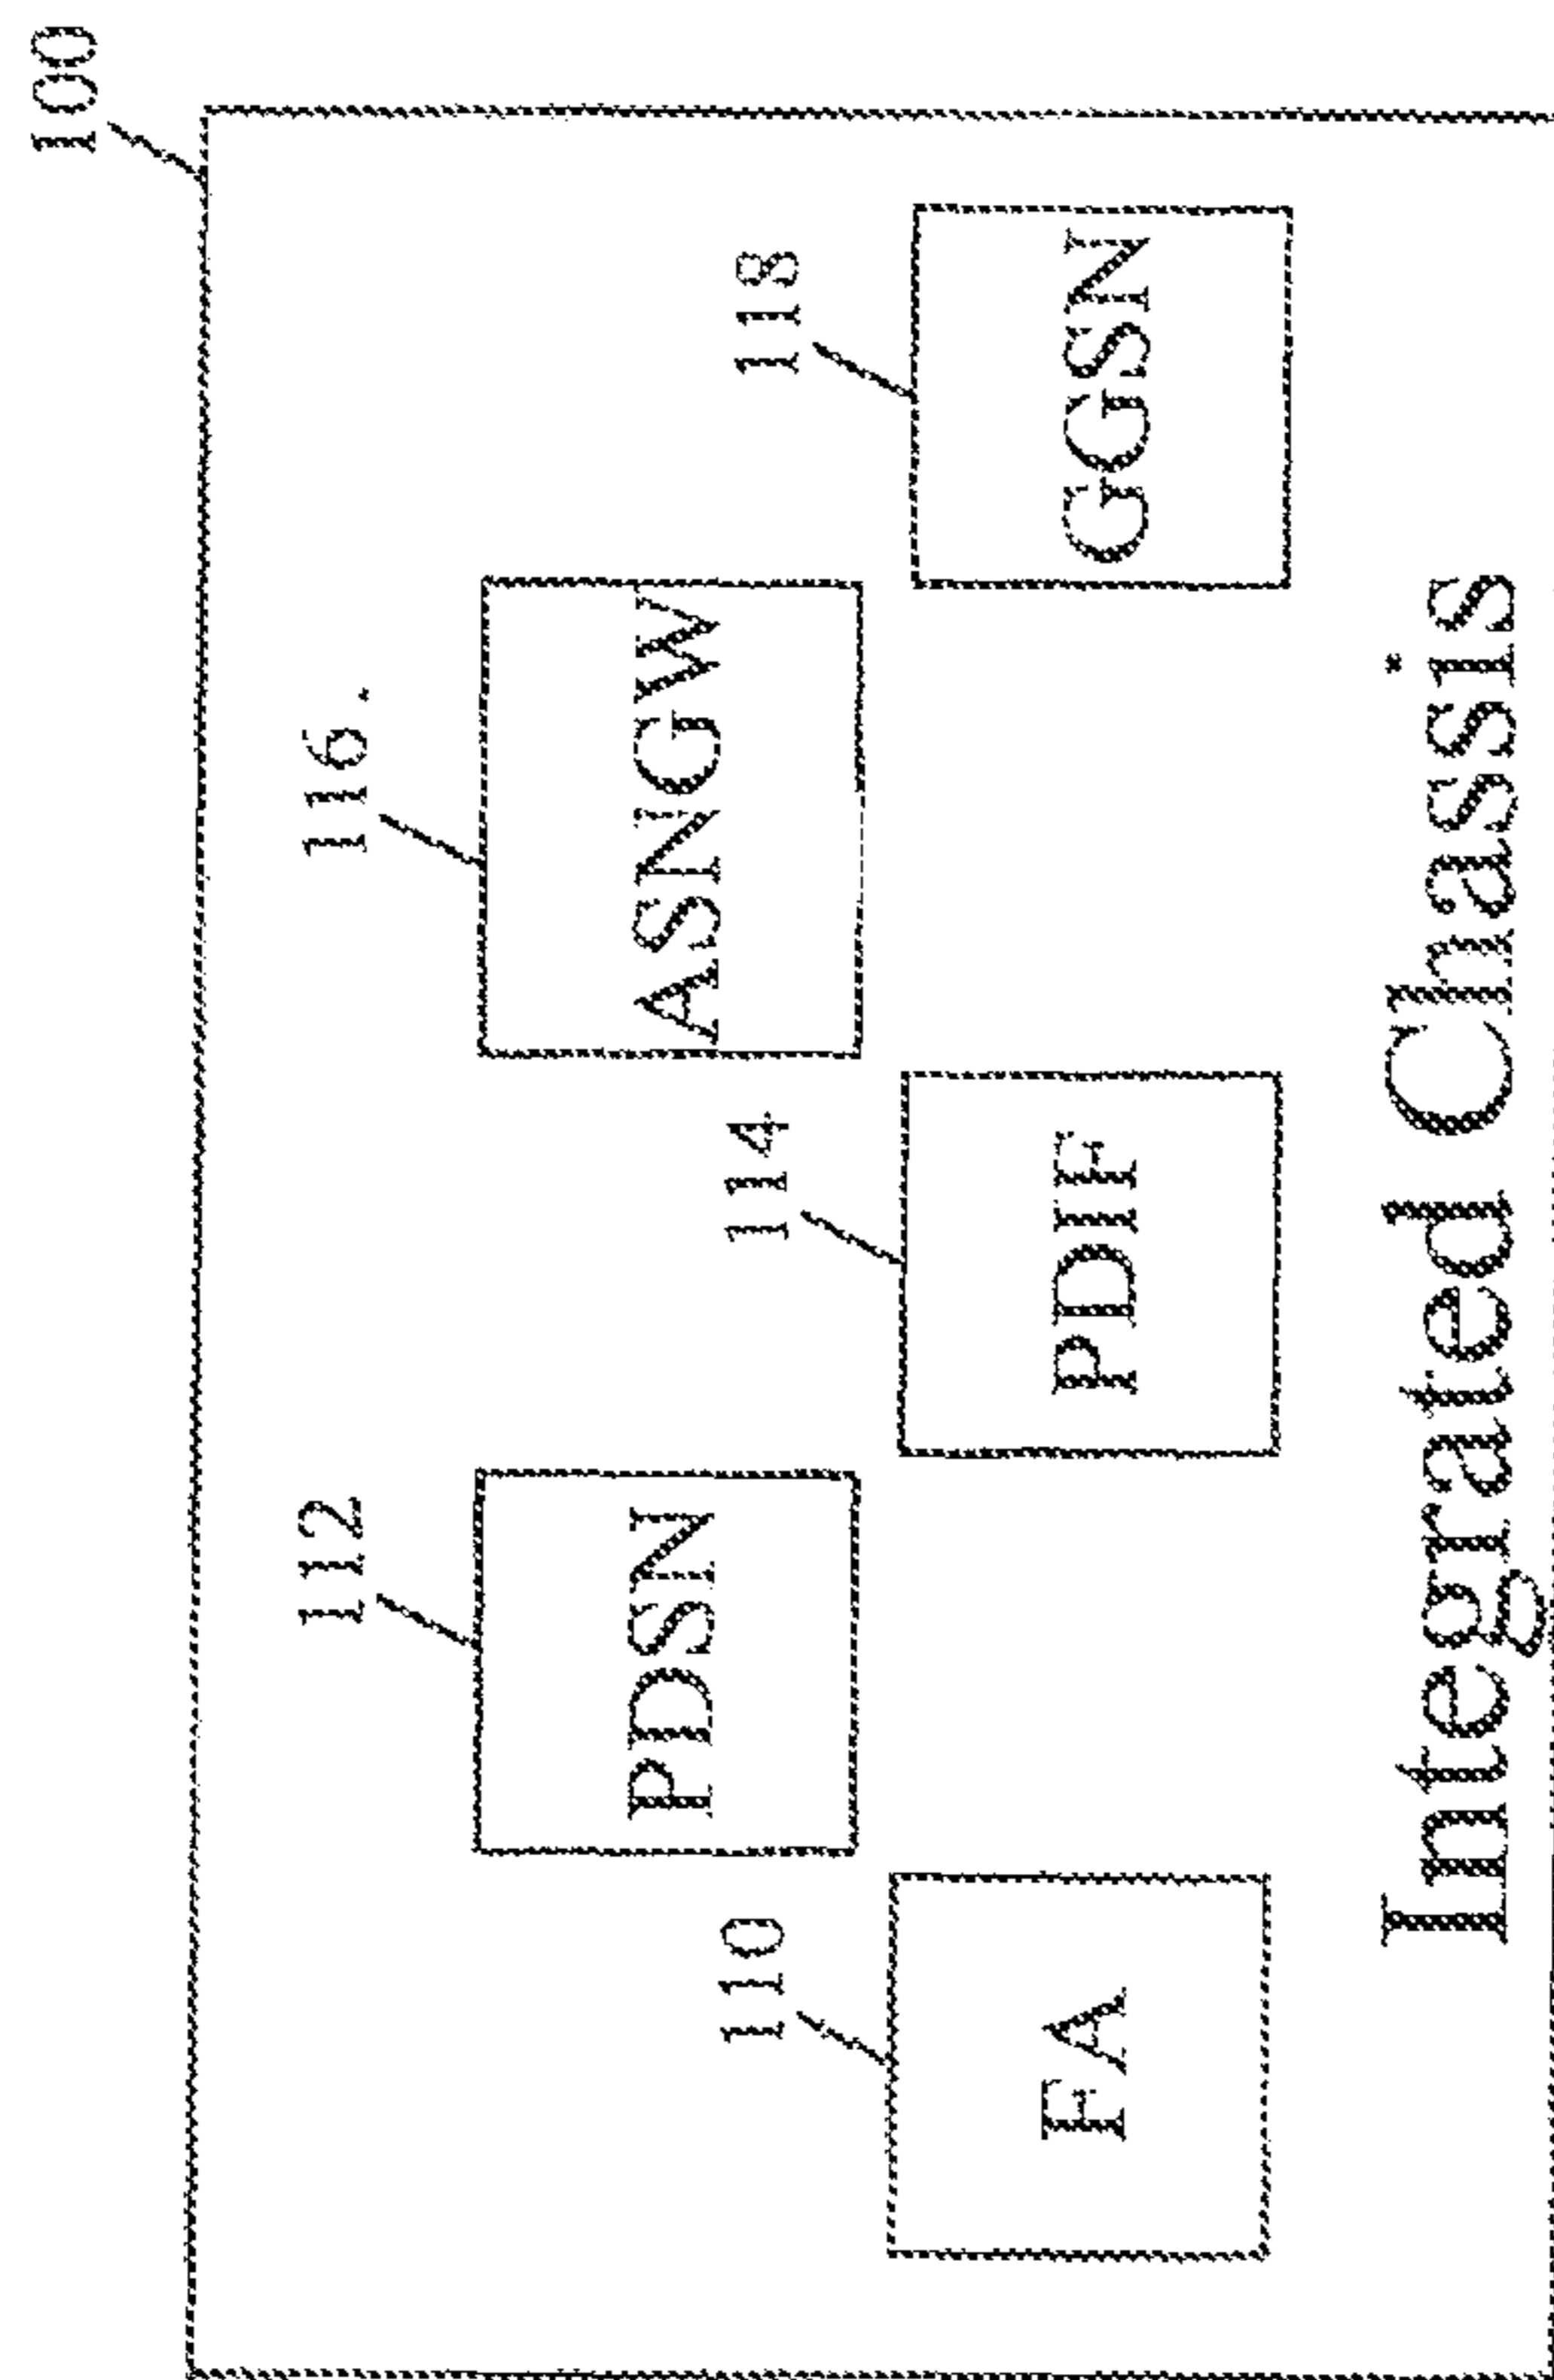 100
112
116.
PDSN
ASNGW
110
114
118
FA
PDIF
GGSN
Integrated Chassis